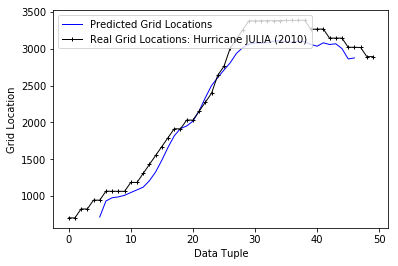 3500
3000
2500
2000
1500
1000
Grid Location
Predicted Grid Locations
Real Grid Locations: Hurricane JULIA (2010)
0 10 20 30 40 50
Data Tuple